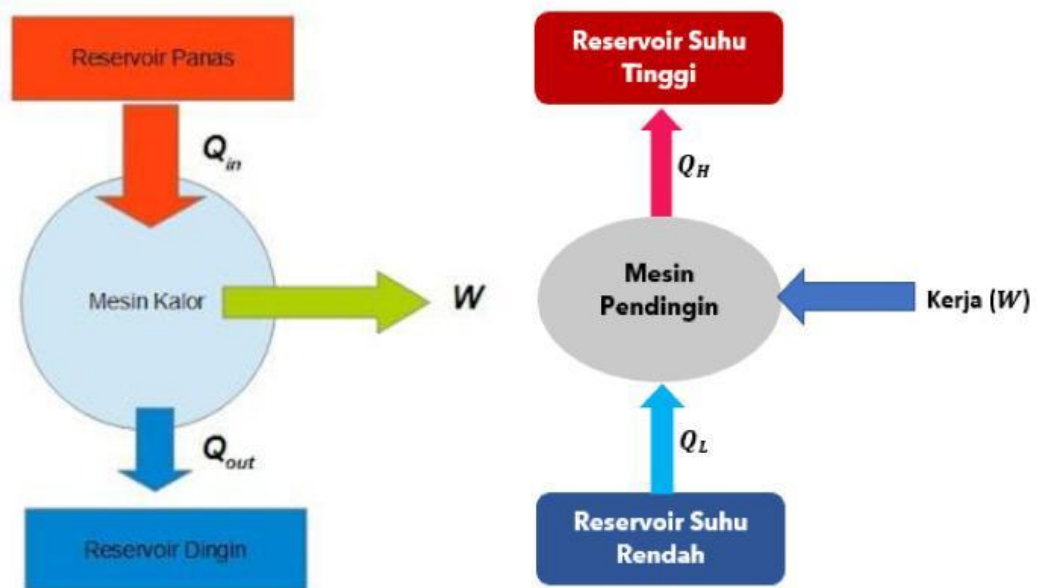 Reservoir Panas
Q_in
Mesin Kalor
W
Q_out
Reservoir Dingin
Reservoir Suhu
Tinggi
Q_H
Mesin
Pendingin
Kerja (W)
Q_L
Reservoir Suhu
Rendah